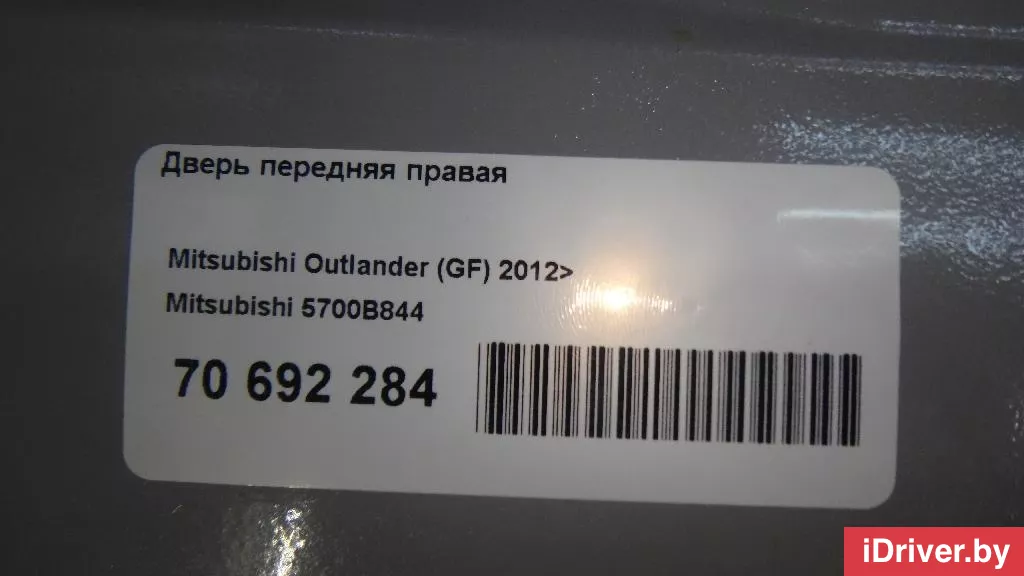 Дверь передняя правая
Mitsubishi Outlander (GF) 2012>
Mitsubishi 5700B844
70 692 284
iDriver.by